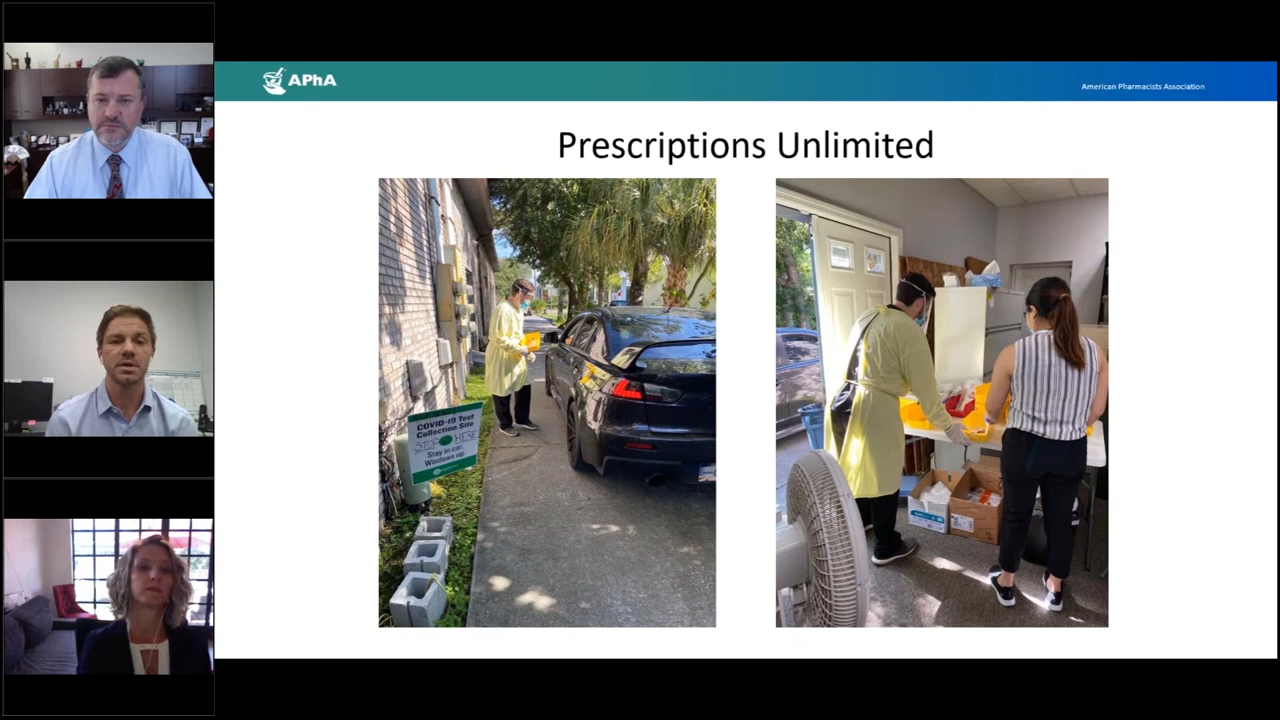 APhA
American Pharmacists Association
Prescriptions Unlimited
COVID-19 Test
Collection Site
STOP HERE
Stay in car.
Windows up.